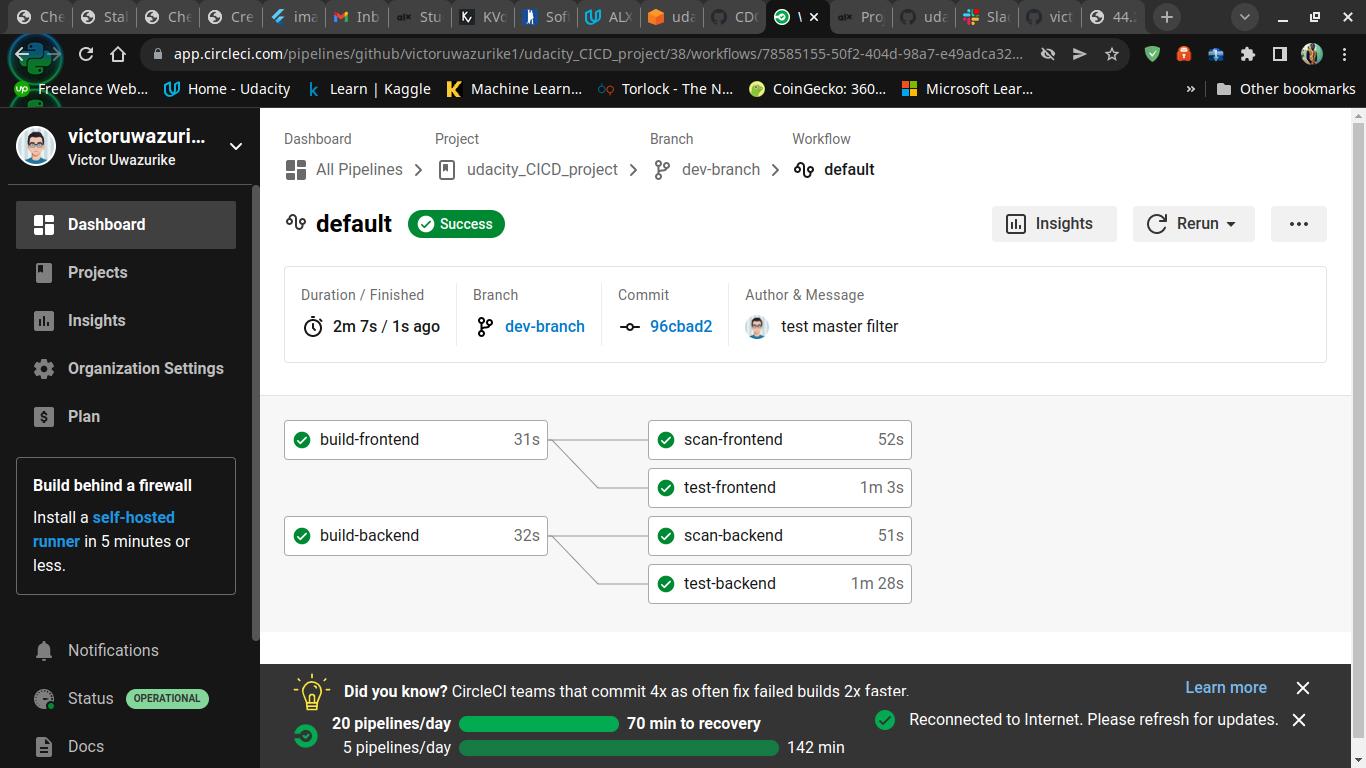 Che
Stal
Che
Cre
ima
Inb
Stu
KVc
Sof
ALX
uda
CDC
Pro
uda
Slac
vict
44.
app.circleci.com/pipelines/github/victoruwazurike1/udacity_CICD_project/38/workflows/78585155-50f2-404d-98a7-e49adca32...
Freelance Web...
Home - Udacity
Learn | Kaggle
Machine Learn...
Torlock - The N...
CoinGecko: 360...
Microsoft Lear...
»
Other bookmarks
victoruwazuri...
Victor Uwazurike
Dashboard
Projects
Insights
Organization Settings
Plan
Build behind a firewall
Install a self-hosted
runner in 5 minutes or
less.
Notifications
Status OPERATIONAL
Docs
Dashboard Project Branch Workflow
All Pipelines udacity_CICD_project dev-branch default
default Success
Insights Rerun
Duration / Finished Branch Commit Author & Message
2m 7s / 1s ago dev-branch 96cbad2 test master filter
build-frontend 31s
scan-frontend 52s
test-frontend 1m 3s
build-backend 32s
scan-backend 51s
test-backend 1m 28s
Did you know? CircleCI teams that commit 4x as often fix failed builds 2x faster.
Learn more
20 pipelines/day 70 min to recovery
5 pipelines/day 142 min
Reconnected to Internet. Please refresh for updates.